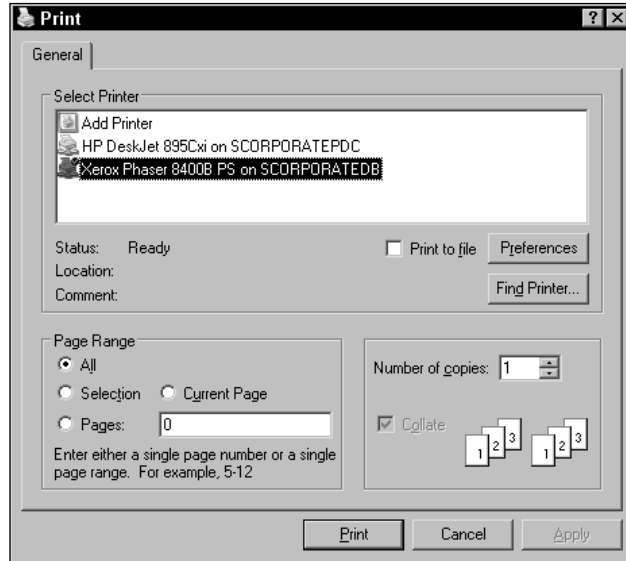 Print
General
Select Printer
Add Printer
HP DeskJet 895Cxi on SCORPORATEPDC
Xerox Phaser 8400B PS on SCORPORATEDB
Status: Ready
Print to file
Preferences
Location:
Comment:
Find Printer...
Page Range
All
Selection
Current Page
Pages: 0
Enter either a single page number or a single
page range. For example, 5-12
Number of copies: 1
Collate
1 2 3 1 2 3
Print
Cancel
Apply